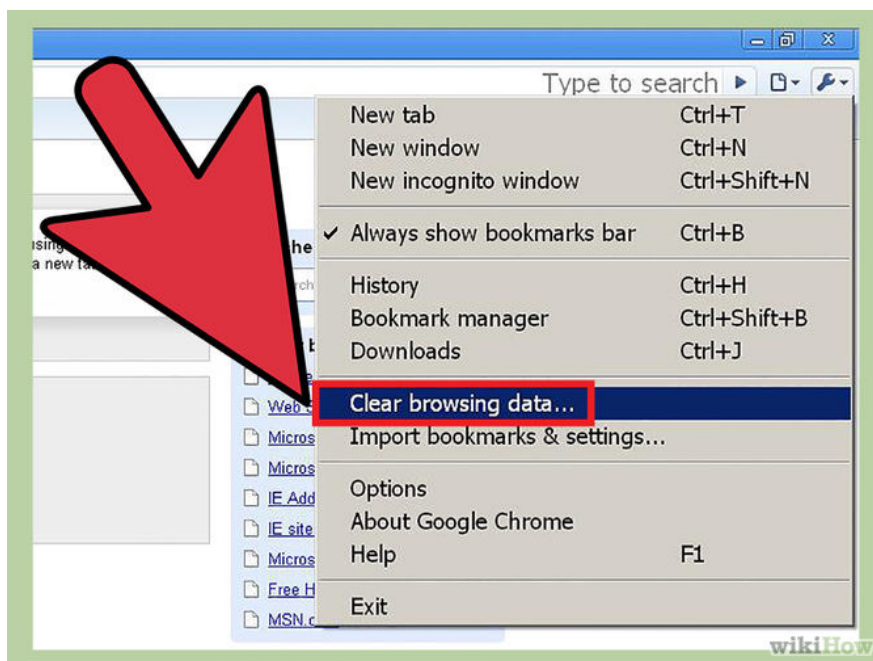 Type to search
New tab Ctrl+T
New window Ctrl+N
New incognito window Ctrl+Shift+N
Always show bookmarks bar Ctrl+B
History Ctrl+H
Bookmark manager Ctrl+Shift+B
Downloads Ctrl+J
Clear browsing data...
Import bookmarks & settings...
Options
About Google Chrome
Help F1
Exit
a new
Web
Micros
Micros
IE Add
IE site
Micros
Free H
MSN.
wikiHow